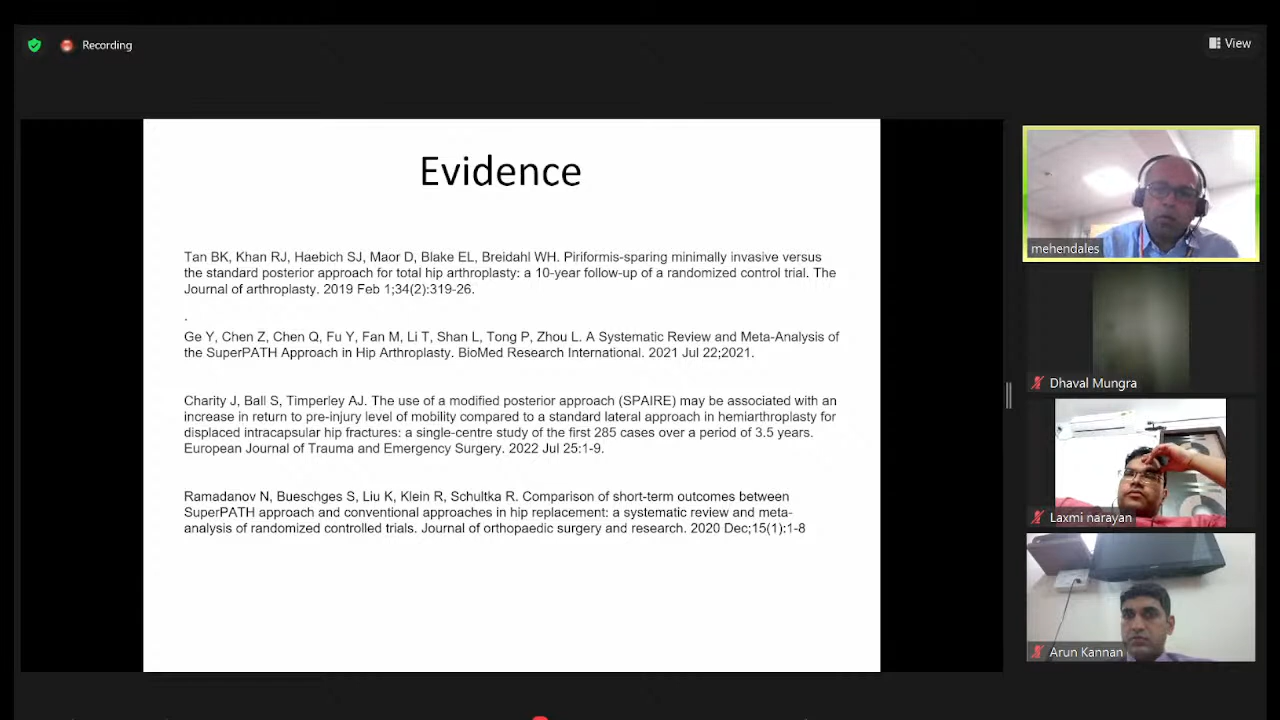 Recording
View
Evidence
Tan BK, Khan RJ, Haebich SJ, Maor D, Blake EL, Breidahl WH. Piriformis-sparing minimally invasive versus
the standard posterior approach for total hip arthroplasty: a 10-year follow-up of a randomized control trial. The
Journal of arthroplasty. 2019 Feb 1;34(2):319-26.
.
Ge Y, Chen Z, Chen Q, Fu Y, Fan M, Li T, Shan L, Tong P, Zhou L. A Systematic Review and Meta-Analysis of
the SuperPATH Approach in Hip Arthroplasty. BioMed Research International. 2021 Jul 22;2021.
Charity J, Ball S, Timperley AJ. The use of a modified posterior approach (SPAIRE) may be associated with an
increase in return to pre-injury level of mobility compared to a standard lateral approach in hemiarthroplasty for
displaced intracapsular hip fractures: a single-centre study of the first 285 cases over a period of 3.5 years.
European Journal of Trauma and Emergency Surgery. 2022 Jul 25:1-9.
Ramadanov N, Bueschges S, Liu K, Klein R, Schultka R. Comparison of short-term outcomes between
SuperPATH approach and conventional approaches in hip replacement: a systematic review and meta-
analysis of randomized controlled trials. Journal of orthopaedic surgery and research. 2020 Dec;15(1):1-8
mehendales
Dhaval Mungra
Laxmi narayan
Arun Kannan